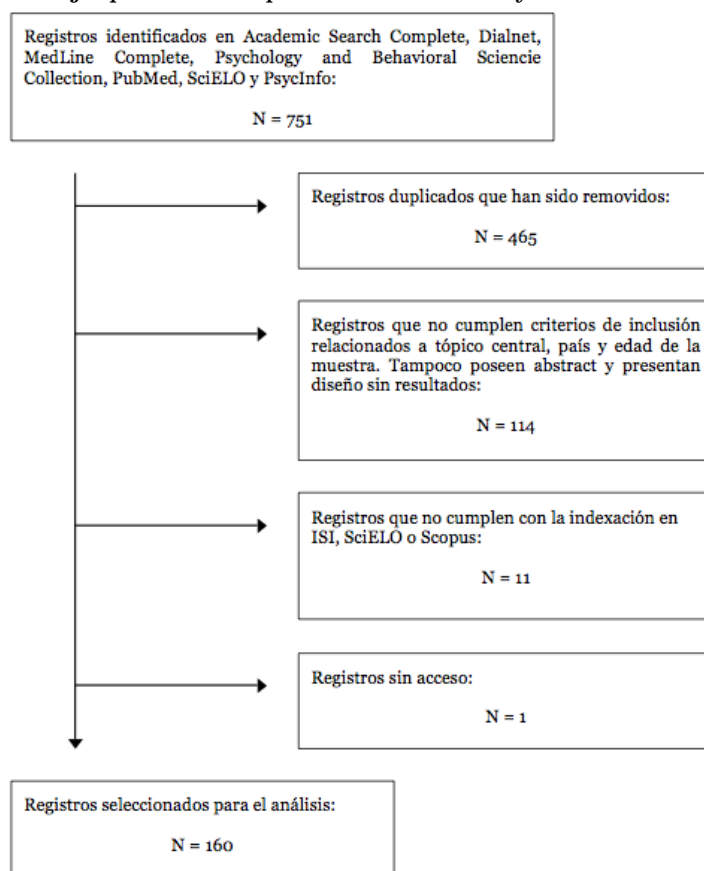 Registros identificados en Academic Search Complete, Dialnet,
MedLine Complete, Psychology and Behavioral Sciencie
Collection, PubMed, SciELO y PsycInfo:
N = 751
Registros duplicados que han sido removidos:
N = 465
Registros que no cumplen criterios de inclusión
relacionados a tópico central, país y edad de la
muestra. Tampoco poseen abstract y presentan
diseño sin resultados:
N = 114
Registros que no cumplen con la indexación en
ISI, SciELO o Scopus:
N = 11
Registros sin acceso:
N = 1
Registros seleccionados para el análisis:
N = 160